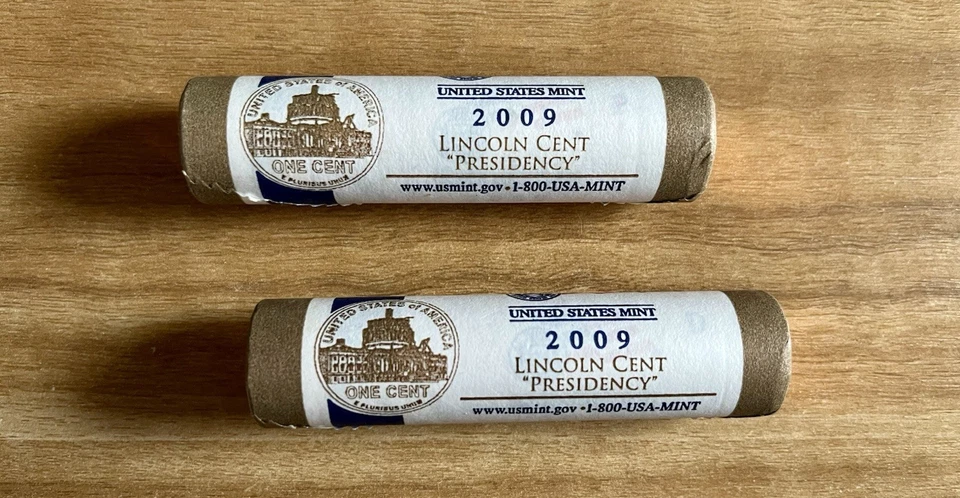 UNITED STATES of AMERICA
ONE CENT
E PLURIBUS UNUM
UNITED STATES MINT
2009
LINCOLN CENT
"PRESIDENCY"
www.usmint.gov • 1-800-USA-MINT
UNITED STATES of AMERICA
ONE CENT
E PLURIBUS UNUM
UNITED STATES MINT
2009
LINCOLN CENT
"PRESIDENCY"
www.usmint.gov • 1-800-USA-MINT